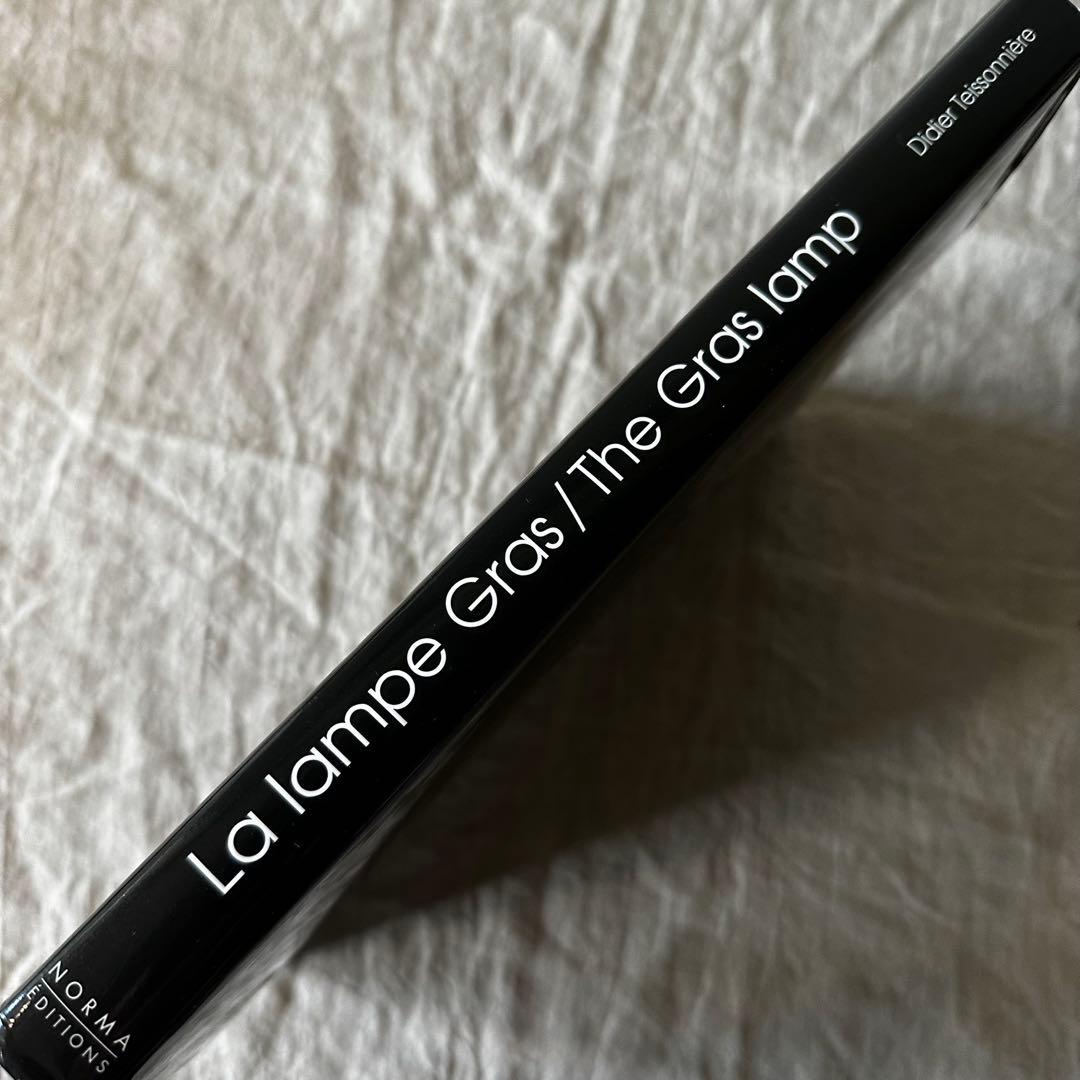 La lampe Gras / The Gras lamp
Didier Teissonnière
NORMA
EDITIONS